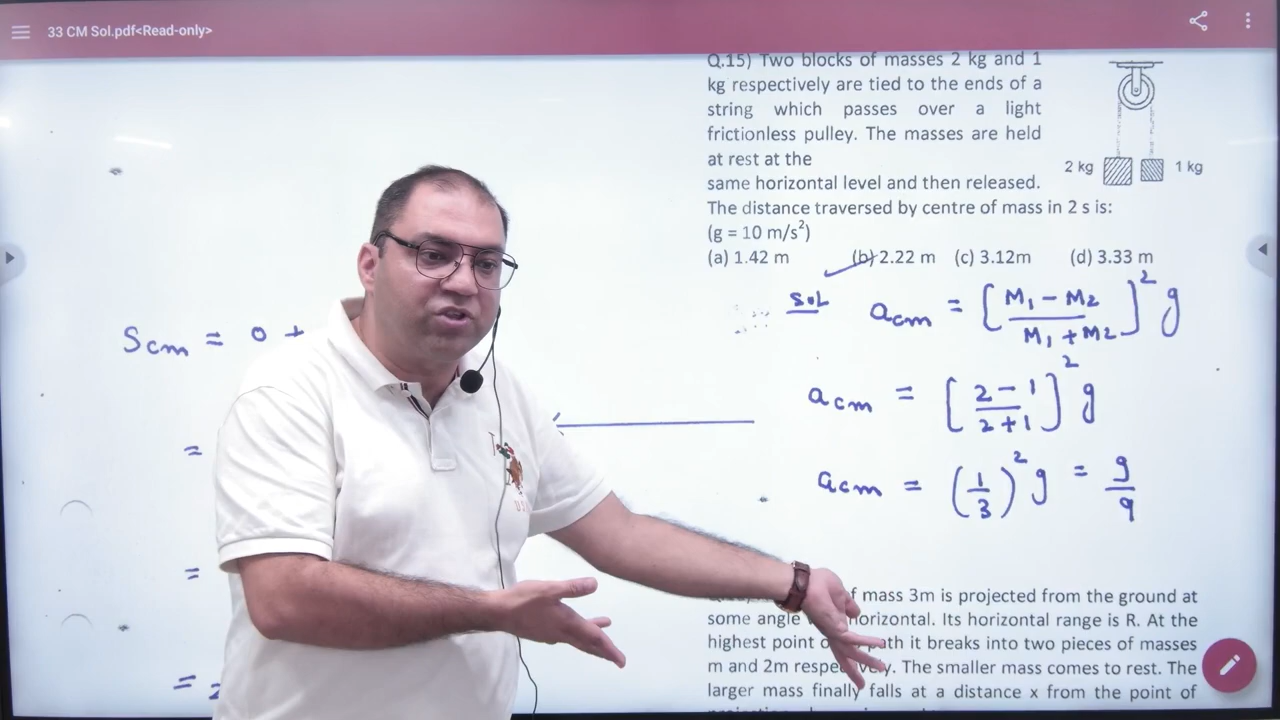 33 CM Sol.pdf<Read-only>
Q.15) Two blocks of masses 2 kg and 1
kg respectively are tied to the ends of a
string which passes over a light
frictionless pulley. The masses are held
at rest at the
same horizontal level and then released.
The distance traversed by centre of mass in 2 s is:
(g = 10 m/s²)
(a) 1.42 m (b) 2.22 m (c) 3.12m (d) 3.33 m
2 kg 1 kg
Sol acm = [M₁ - M₂ / M₁ + M₂]² g
acm = [2 - 1 / 2 + 1]² g
acm = (1/3)² g = g/9
Scm = 0 +
=
=
= 2
of mass 3m is projected from the ground at
some angle horizontal. Its horizontal range is R. At the
highest point path it breaks into two pieces of masses
m and 2m respectively. The smaller mass comes to rest. The
larger mass finally falls at a distance x from the point of